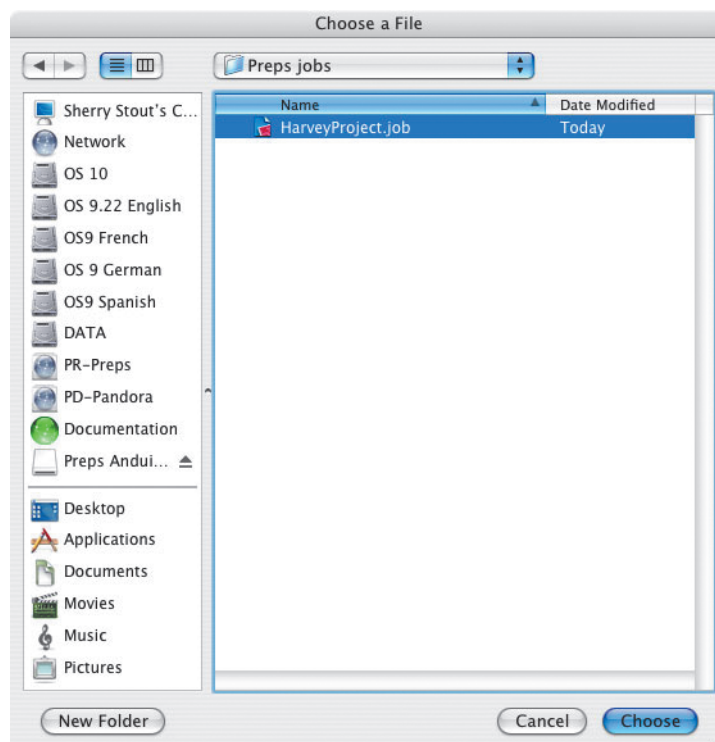 Choose a File
Preps jobs
Name Date Modified
HarveyProject.job Today
Sherry Stout's C...
Network
OS 10
OS 9.22 English
OS9 French
OS 9 German
OS9 Spanish
DATA
PR-Preps
PD-Pandora
Documentation
Preps Andui...
Desktop
Applications
Documents
Movies
Music
Pictures
New Folder Cancel Choose